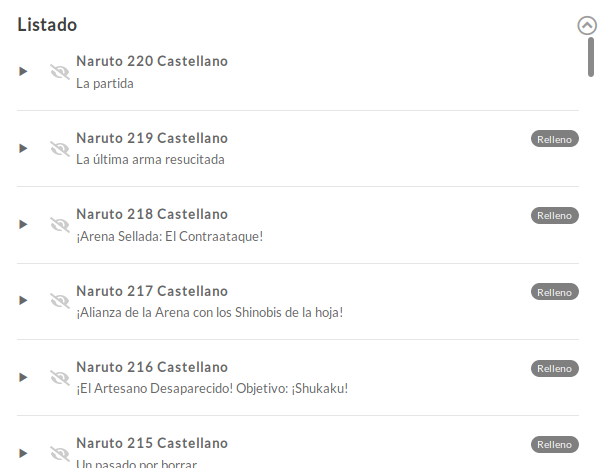 Listado
Naruto 220 Castellano
La partida
Naruto 219 Castellano
Relleno
La última arma resucitada
Naruto 218 Castellano
Relleno
¡Arena Sellada: El Contraataque!
Naruto 217 Castellano
Relleno
¡Alianza de la Arena con los Shinobis de la hoja!
Naruto 216 Castellano
Relleno
¡El Artesano Desaparecido! Objetivo: ¡Shukaku!
Naruto 215 Castellano
Relleno
Un pasado por borrar